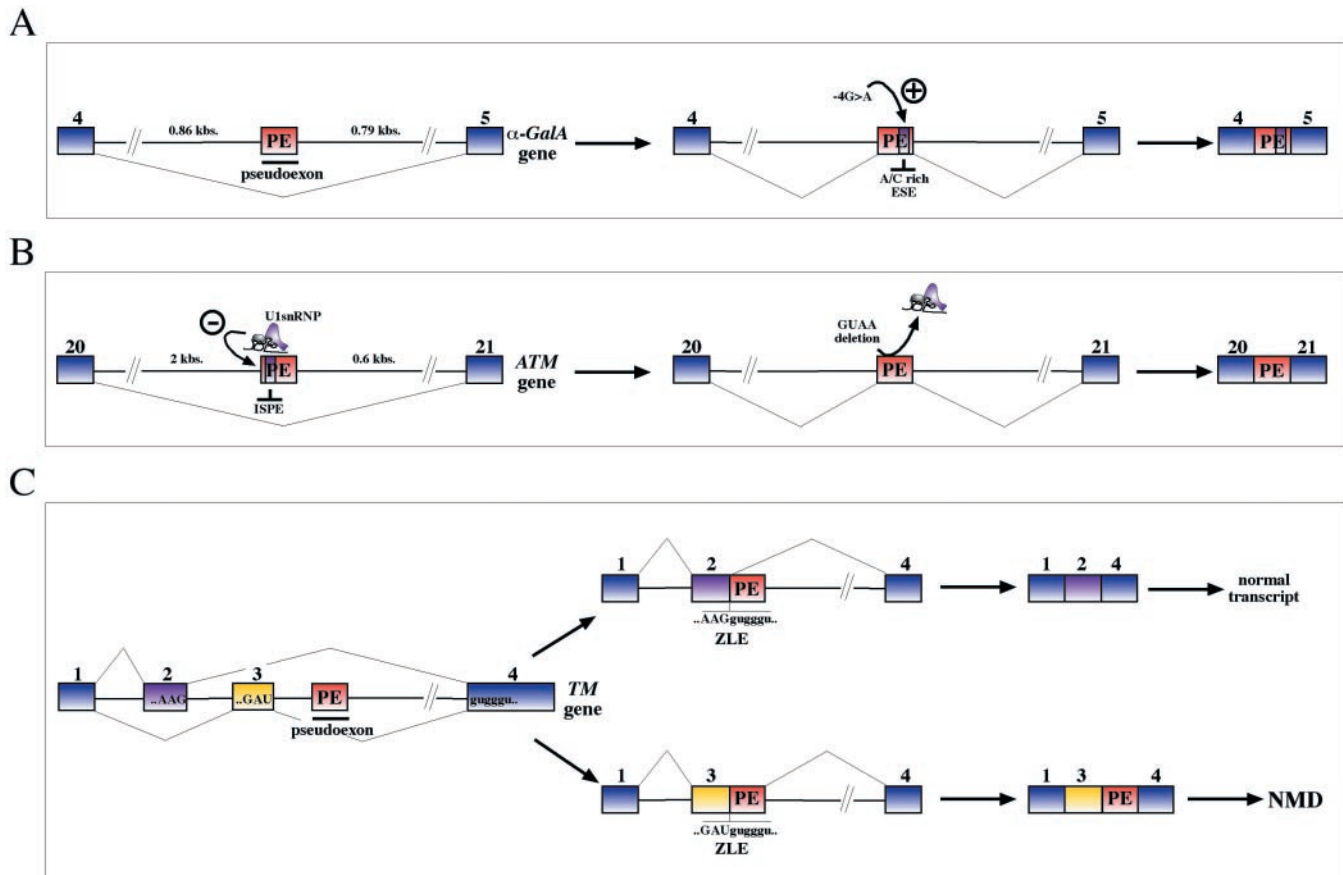 A
4
0.86 kbs.
PE
pseudoexon
0.79 kbs.
5
α-GalA
gene
4
-4G>A
+
PE
A/C rich
ESE
5
4 5
PE
B
20
2 kbs.
-
U1snRNP
PE
ISPE
0.6 kbs.
21
ATM
gene
20
GUAA
deletion
PE
21
20 21
PE
C
1 2 3 4
..AAG
..GAU
PE
pseudoexon
gugggu..
TM
gene
1 2 4
PE
..AAGgugggu..
ZLE
1 2 4
normal
transcript
1 3 4
PE
..GAUgugggu..
ZLE
1 3 4
PE
NMD